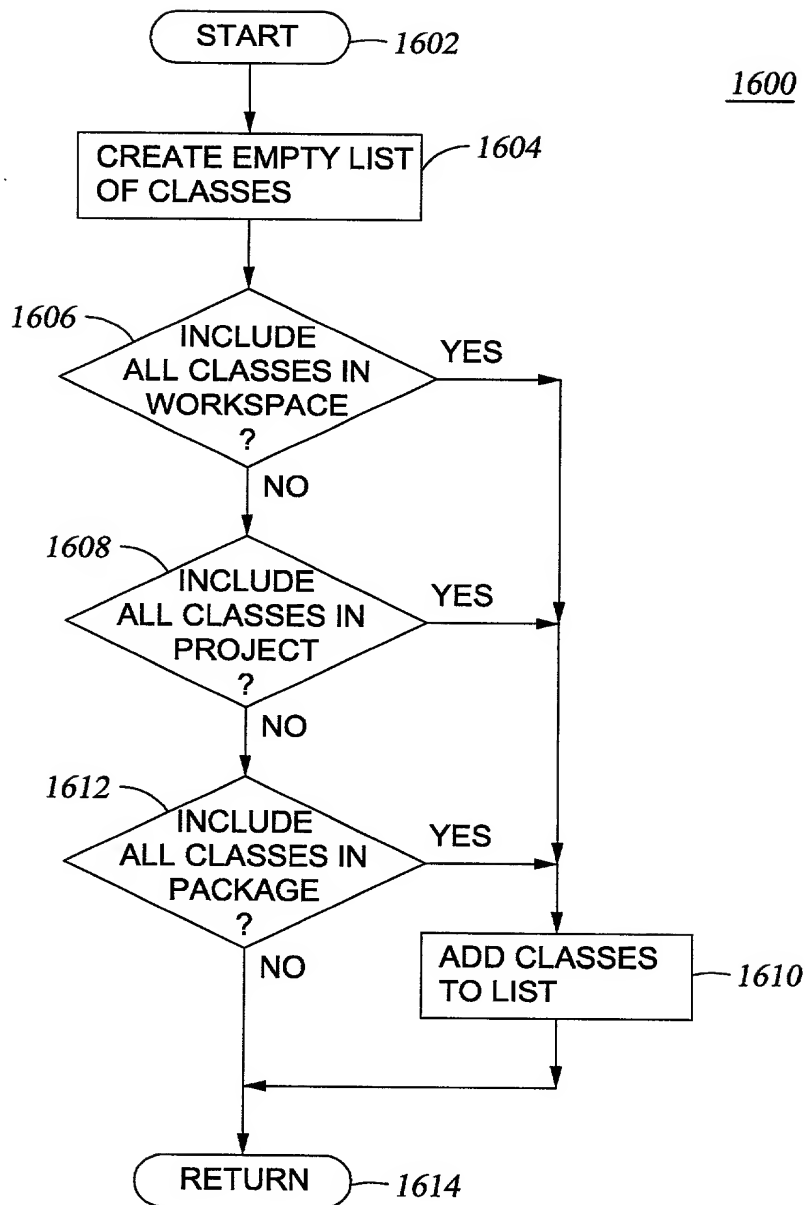 START
1602
1600
CREATE EMPTY LIST
OF CLASSES
1604
1606
INCLUDE
ALL CLASSES IN
WORKSPACE
?
YES
NO
1608
INCLUDE
ALL CLASSES IN
PROJECT
?
YES
NO
1612
INCLUDE
ALL CLASSES IN
PACKAGE
?
YES
NO
ADD CLASSES
TO LIST
1610
RETURN
1614